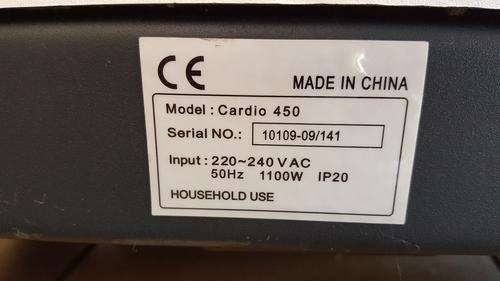 CE
MADE IN CHINA
Model : Cardio 450
Serial NO.: 10109-09/141
Input : 220~240 VAC
50Hz 1100W IP20
HOUSEHOLD USE